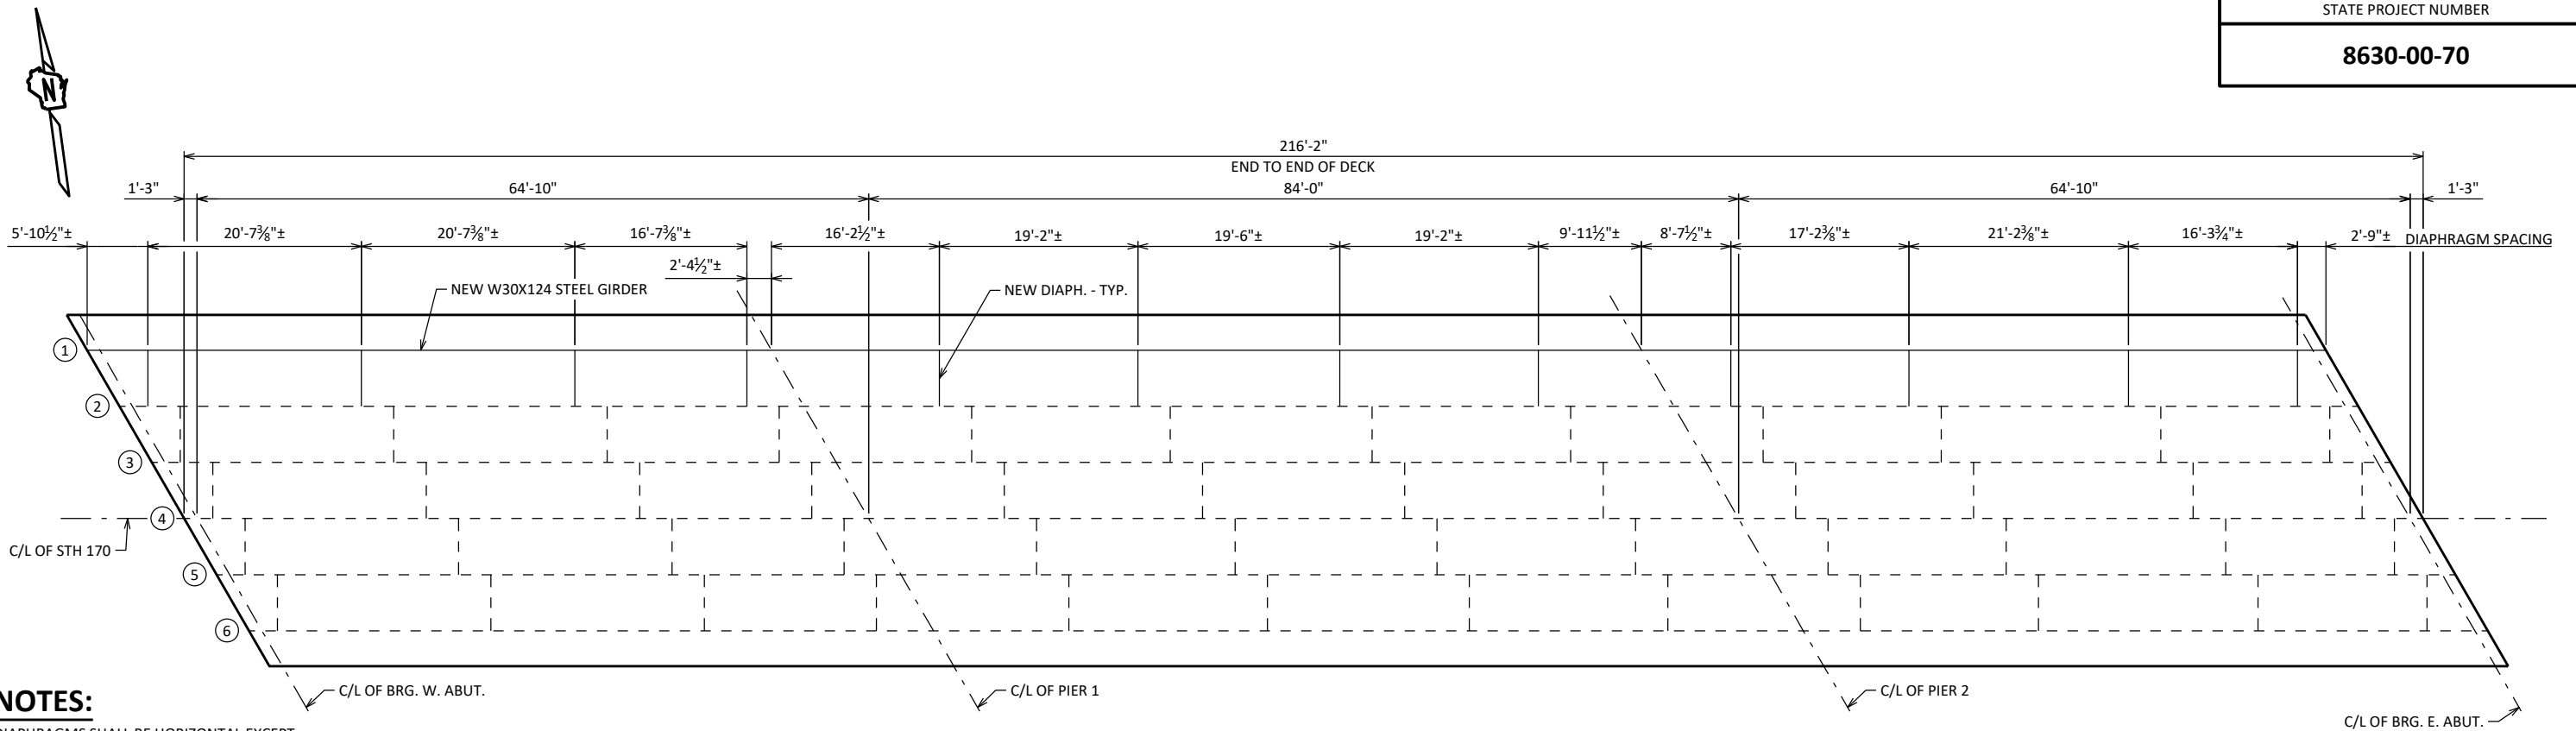 STATE PROJECT NUMBER
8630-00-70
N
216'-2"
END TO END OF DECK
1'-3"
64'-10"
84'-0"
64'-10"
1'-3"
5'-10½"±
20'-7⅜"±
20'-7⅜"±
16'-7⅜"±
16'-2½"±
19'-2"±
19'-6"±
19'-2"±
9'-11½"±
8'-7½"±
17'-2⅜"±
21'-2⅜"±
16'-3¾"±
2'-9"±
DIAPHRAGM SPACING
2'-4½"±
NEW W30X124 STEEL GIRDER
NEW DIAPH. - TYP.
1
2
3
4
C/L OF STH 170
5
6
C/L OF BRG. W. ABUT.
C/L OF PIER 1
C/L OF PIER 2
C/L OF BRG. E. ABUT.
NOTES:
DIAPHRAGMS SHALL BE HORIZONTAL EXCEPT